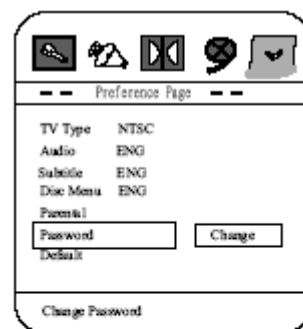 -- -- Preference Page -- --
TV Type NTSC
Audio ENG
Subtitle ENG
Disc Menu ENG
Parental
Password Change
Default
Change Password